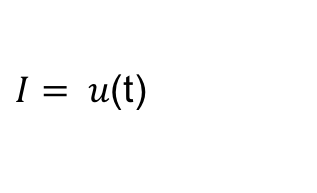 I = u(t)